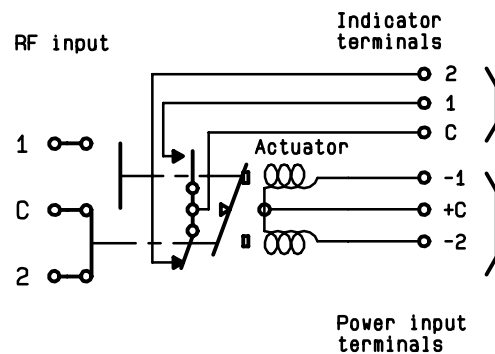 Indicator
terminals
RF input
2
1
C
1
Actuator
-1
C
+C
-2
2
Power input
terminals